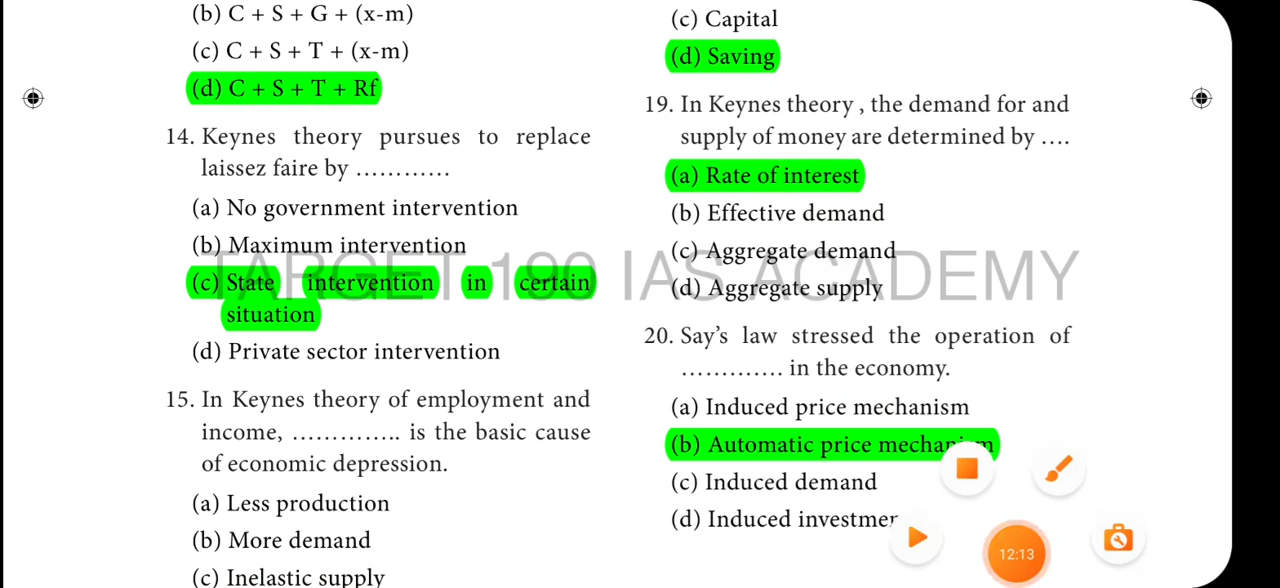 (b) C + S + G + (x-m)
(c) C + S + T + (x-m)
(d) C + S + T + Rf
14. Keynes theory pursues to replace
laissez faire by …………
(a) No government intervention
(b) Maximum intervention
(c) State intervention in certain
situation
(d) Private sector intervention
15. In Keynes theory of employment and
income, ………….. is the basic cause
of economic depression.
(a) Less production
(b) More demand
(c) Inelastic supply
(c) Capital
(d) Saving
19. In Keynes theory , the demand for and
supply of money are determined by ….
(a) Rate of interest
(b) Effective demand
(c) Aggregate demand
(d) Aggregate supply
20. Say’s law stressed the operation of
…………. in the economy.
(a) Induced price mechanism
(b) Automatic price mechanism
(c) Induced demand
(d) Induced
TARGET 190 IAS ACADEMY
12:13